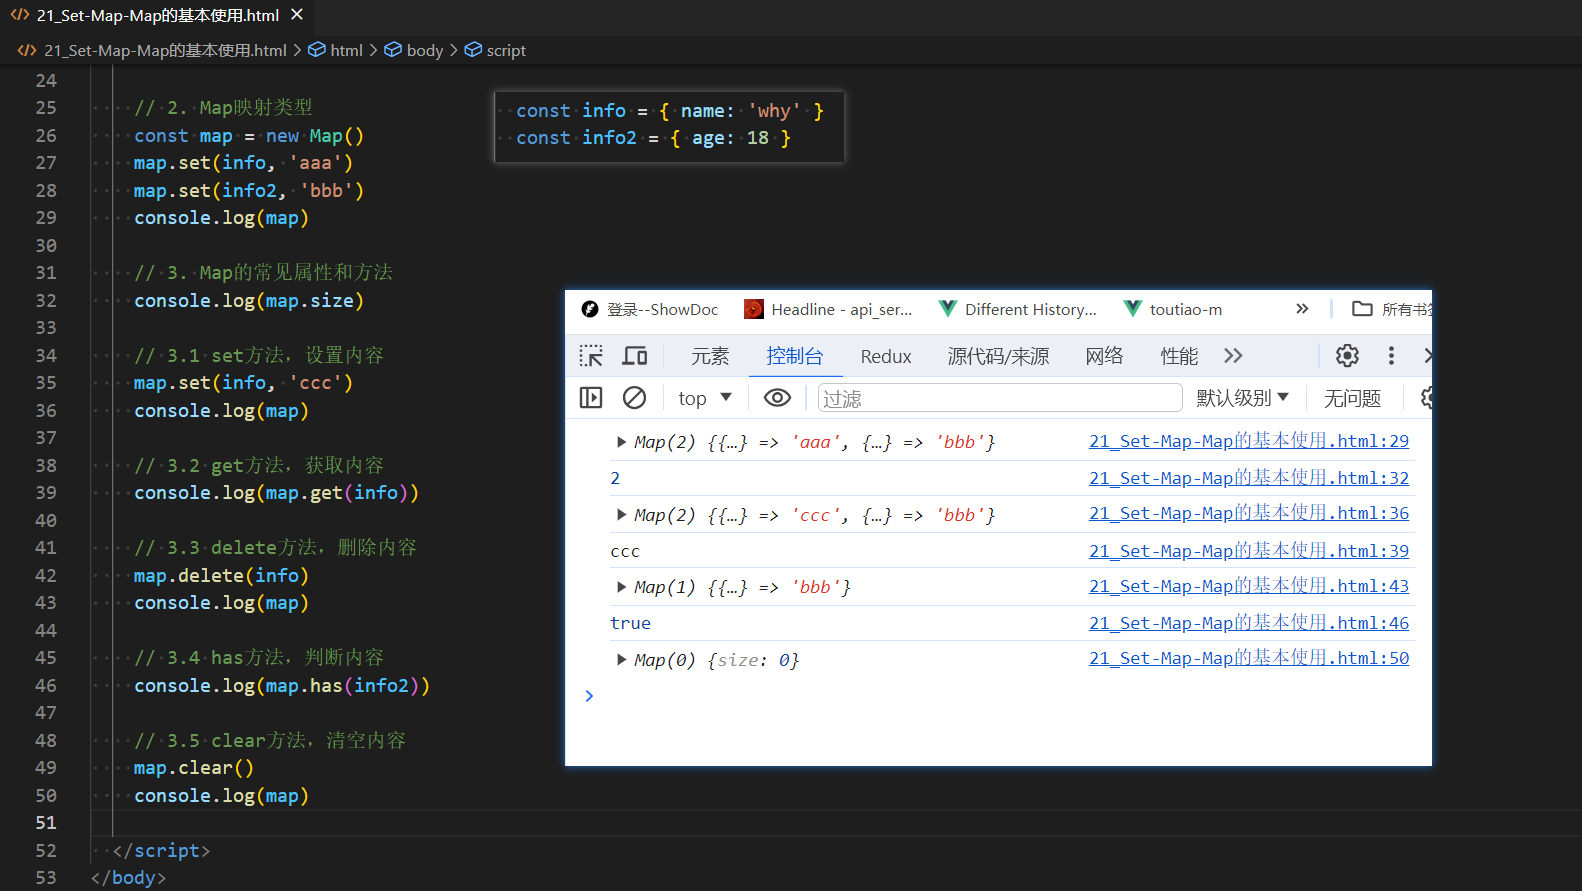 21_Set-Map-Map的基本使用.html
21_Set-Map-Map的基本使用.html > html > body > script
24
25 // 2. Map映射类型
26 const map = new Map()
27 map.set(info, 'aaa')
28 map.set(info2, 'bbb')
29 console.log(map)
30
31 // 3. Map的常见属性和方法
32 console.log(map.size)
33
34 // 3.1 set方法，设置内容
35 map.set(info, 'ccc')
36 console.log(map)
37
38 // 3.2 get方法，获取内容
39 console.log(map.get(info))
40
41 // 3.3 delete方法，删除内容
42 map.delete(info)
43 console.log(map)
44
45 // 3.4 has方法，判断内容
46 console.log(map.has(info2))
47
48 // 3.5 clear方法，清空内容
49 map.clear()
50 console.log(map)
51
52 </script>
53 </body>
const info = { name: 'why' }
const info2 = { age: 18 }
登录--ShowDoc Headline - api_ser... Different History... toutiao-m » 所有书
元素 控制台 Redux 源代码/来源 网络 性能 »
top 过滤 默认级别 无问题
Map(2) {{…} => 'aaa', {…} => 'bbb'} 21_Set-Map-Map的基本使用.html:29
2 21_Set-Map-Map的基本使用.html:32
Map(2) {{…} => 'ccc', {…} => 'bbb'} 21_Set-Map-Map的基本使用.html:36
ccc 21_Set-Map-Map的基本使用.html:39
Map(1) {{…} => 'bbb'} 21_Set-Map-Map的基本使用.html:43
true 21_Set-Map-Map的基本使用.html:46
Map(0) {size: 0} 21_Set-Map-Map的基本使用.html:50